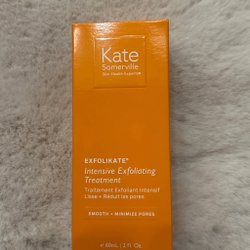 Kate
Somerville
Skin Health Experts®
EXFOLIKATE®
Intensive Exfoliating
Treatment
Traitement Exfoliant Intensif
Lisse + Réduit les pores
SMOOTH + MINIMIZE PORES
e 60mL | 2 Fl. Oz